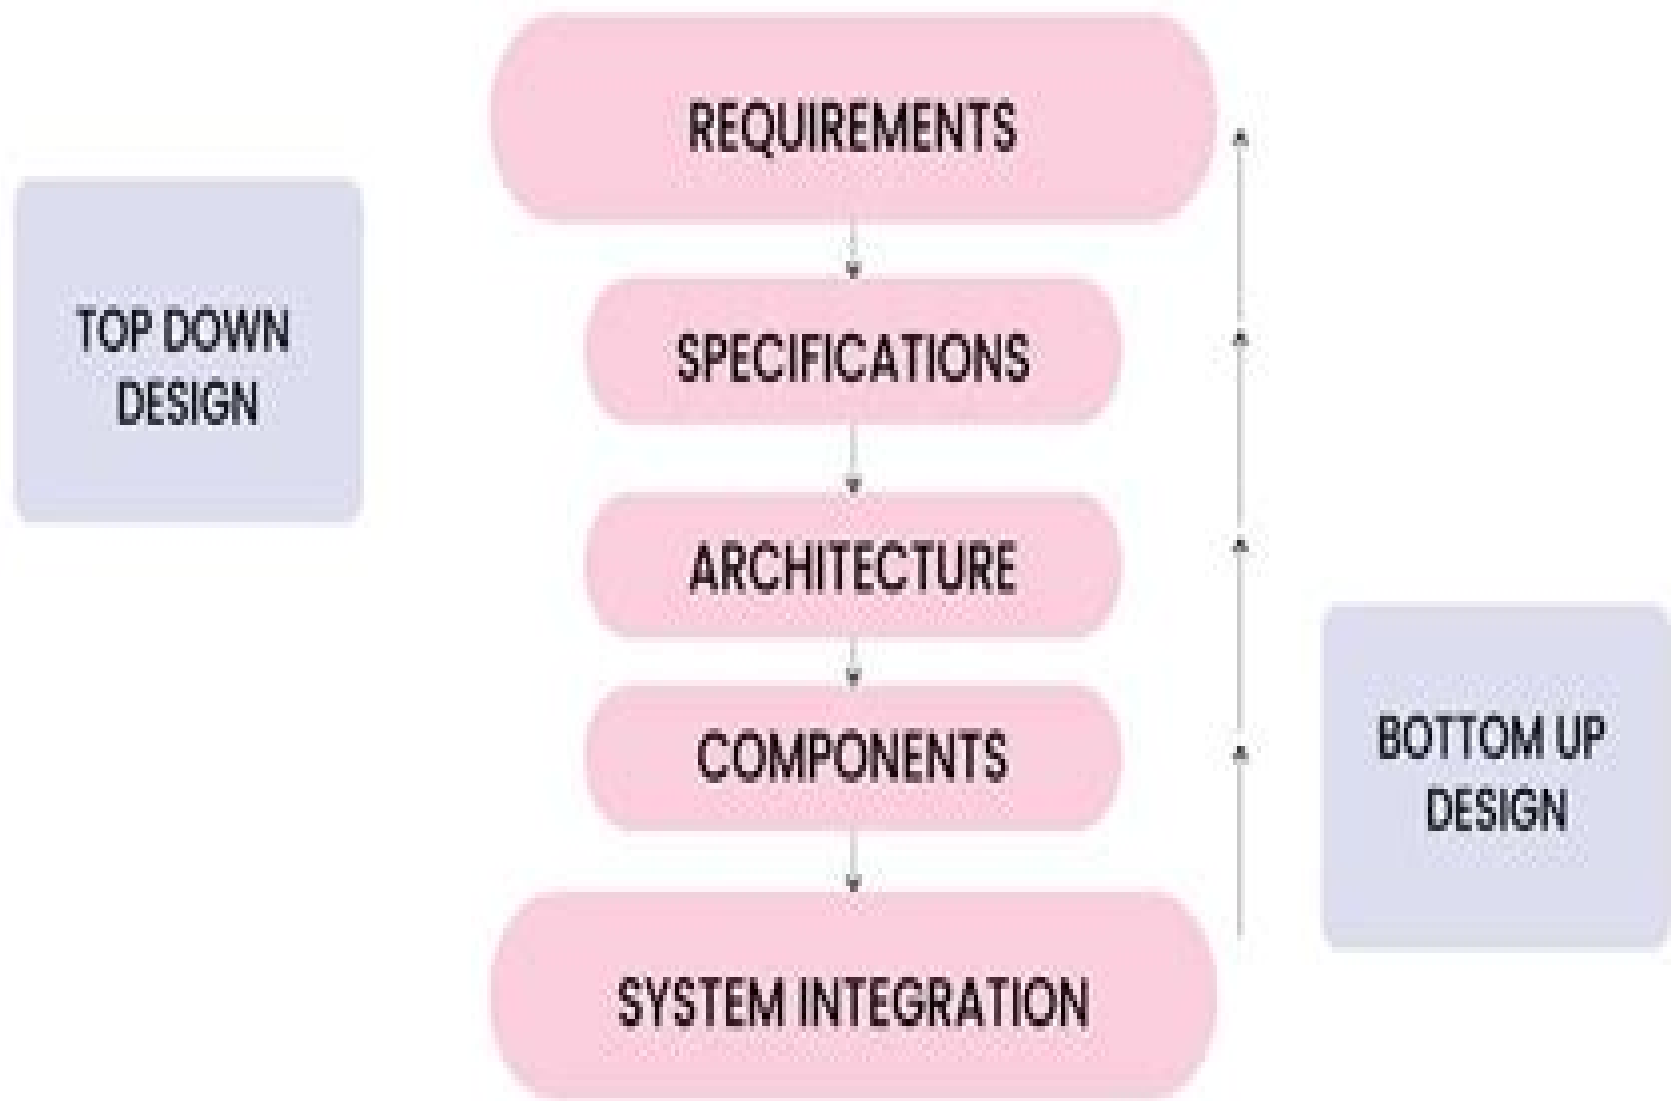 REQUIREMENTS
TOP DOWN
DESIGN
SPECIFICATIONS
ARCHITECTURE
COMPONENTS
BOTTOM UP
DESIGN
SYSTEM INTEGRATION